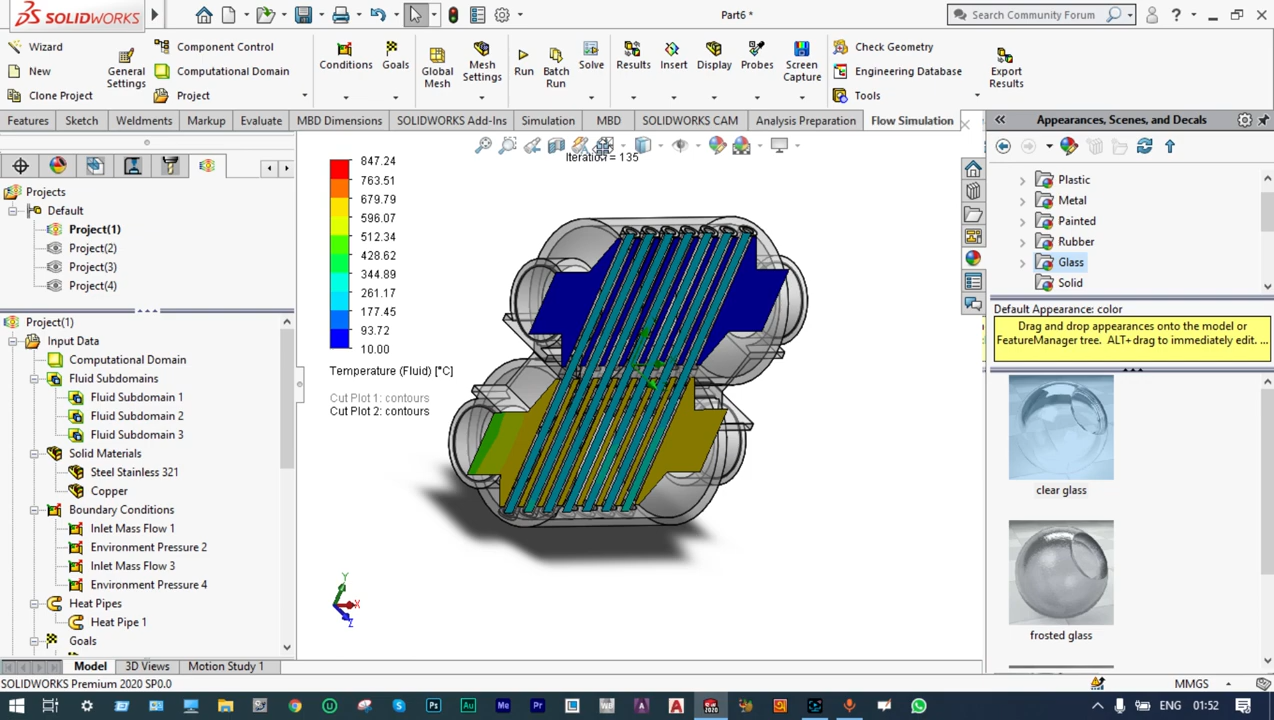 SOLIDWORKS
Part6 *
Search Community Forum
Wizard
New
Clone Project
General Settings
Component Control
Computational Domain
Project
Conditions
Goals
Global Mesh
Mesh Settings
Run
Batch Run
Solve
Results
Insert
Display
Probes
Screen Capture
Check Geometry
Engineering Database
Tools
Export Results
Features
Sketch
Weldments
Markup
Evaluate
MBD Dimensions
SOLIDWORKS Add-Ins
Simulation
MBD
SOLIDWORKS CAM
Analysis Preparation
Flow Simulation
Projects
Default
Project(1)
Project(2)
Project(3)
Project(4)
Project(1)
Input Data
Computational Domain
Fluid Subdomains
Fluid Subdomain 1
Fluid Subdomain 2
Fluid Subdomain 3
Solid Materials
Steel Stainless 321
Copper
Boundary Conditions
Inlet Mass Flow 1
Environment Pressure 2
Inlet Mass Flow 3
Environment Pressure 4
Heat Pipes
Heat Pipe 1
Goals
Iteration = 135
847.24
763.51
679.79
596.07
512.34
428.62
344.89
261.17
177.45
93.72
10.00
Temperature (Fluid) [°C]
Cut Plot 1: contours
Cut Plot 2: contours
Y
X
Z
Appearances, Scenes, and Decals
Plastic
Metal
Painted
Rubber
Glass
Solid
Default Appearance: color
Drag and drop appearances onto the model or
FeatureManager tree. ALT+drag to immediately edit. ...
clear glass
frosted glass
Model
3D Views
Motion Study 1
SOLIDWORKS Premium 2020 SP0.0
MMGS
ENG
01:52